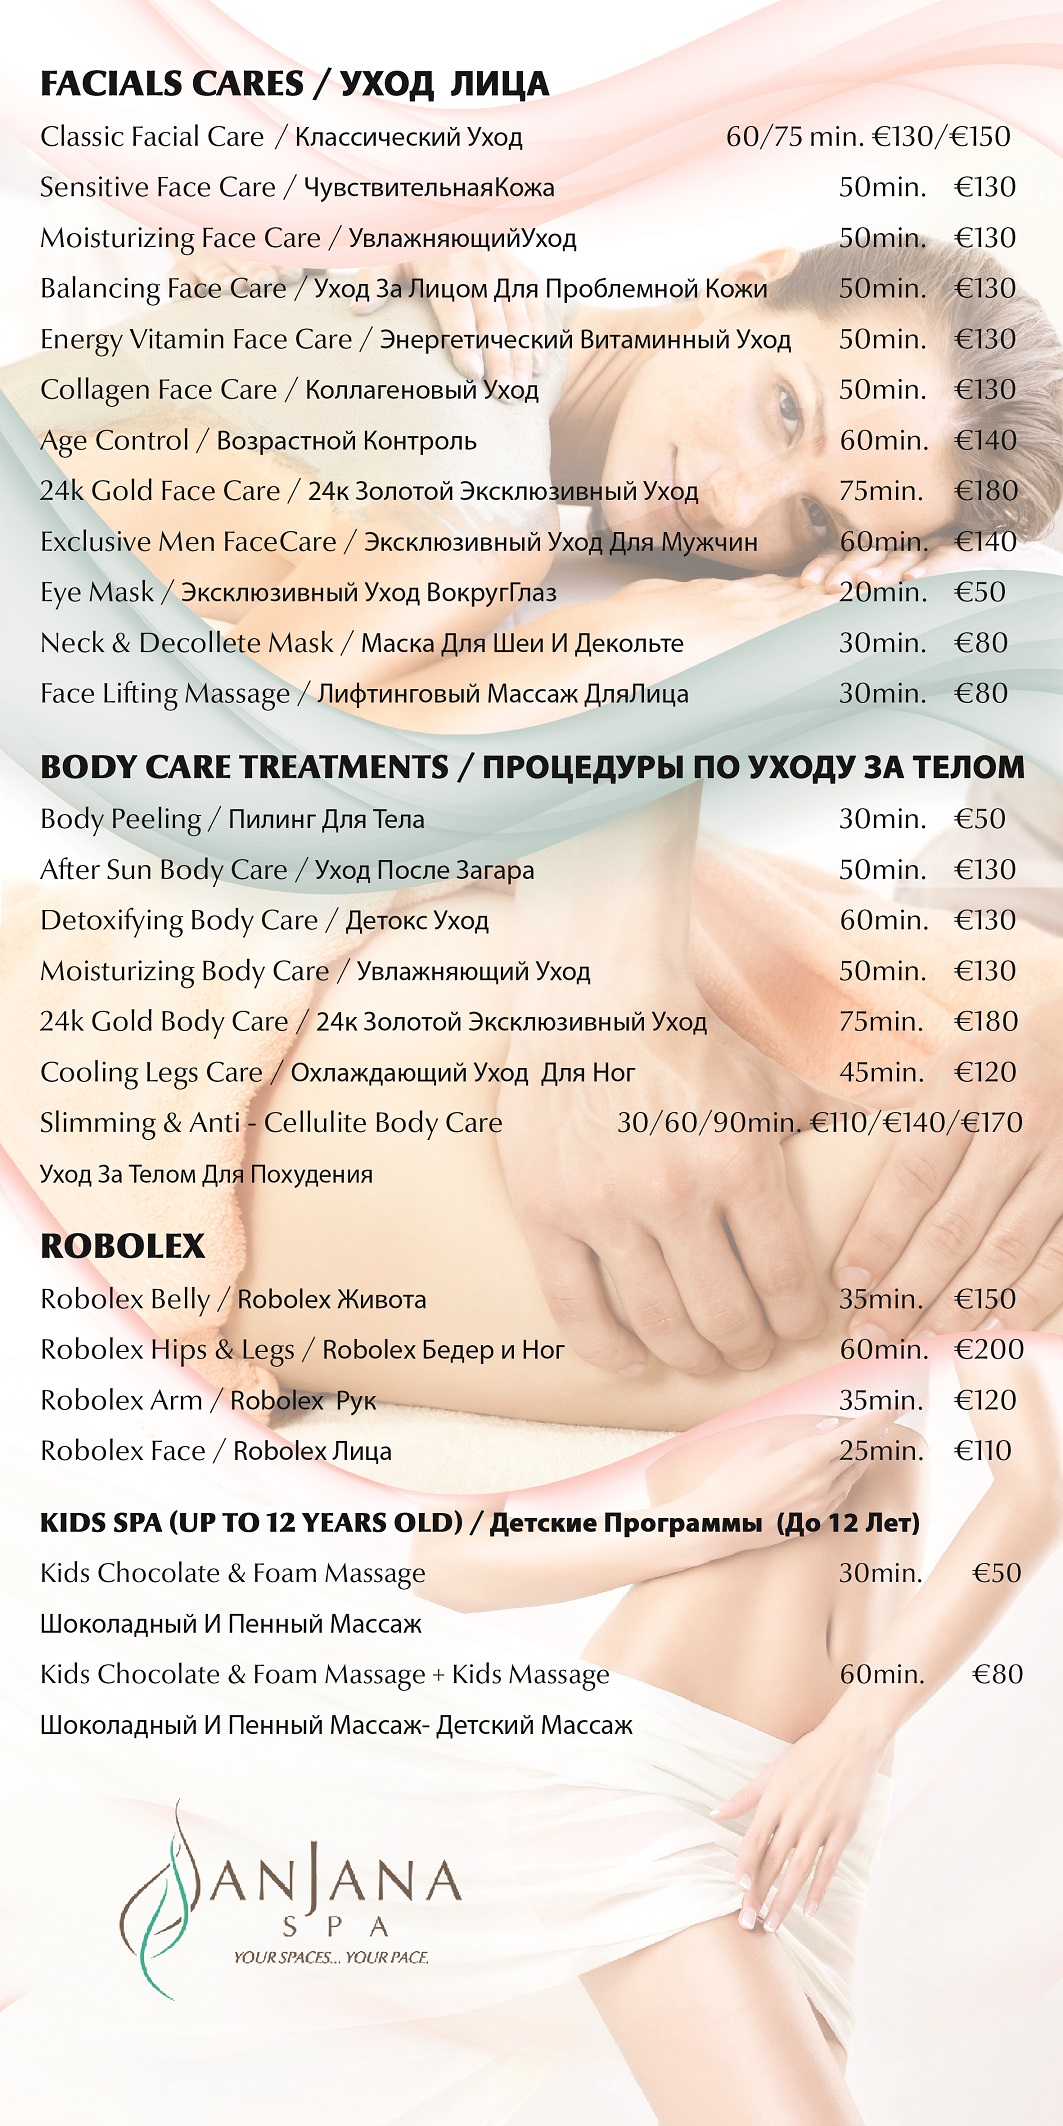 FACIALS CARES / УХОД ЛИЦА
Classic Facial Care / Классический Уход 60/75 min. €130/€150
Sensitive Face Care / ЧувствительнаяКожа 50min. €130
Moisturizing Face Care / УвлажняющийУход 50min. €130
Balancing Face Care / Уход За Лицом Для Проблемной Кожи 50min. €130
Energy Vitamin Face Care / Энергетический Витаминный Уход 50min. €130
Collagen Face Care / Коллагеновый Уход 50min. €130
Age Control / Возрастной Контроль 60min. €140
24k Gold Face Care / 24к Золотой Эксклюзивный Уход 75min. €180
Exclusive Men FaceCare / Эксклюзивный Уход Для Мужчин 60min. €140
Eye Mask / Эксклюзивный Уход ВокругГлаз 20min. €50
Neck & Decollete Mask / Маска Для Шеи И Декольте 30min. €80
Face Lifting Massage / Лифтинговый Массаж ДляЛица 30min. €80
BODY CARE TREATMENTS / ПРОЦЕДУРЫ ПО УХОДУ ЗА ТЕЛОМ
Body Peeling / Пилинг Для Тела 30min. €50
After Sun Body Care / Уход После Загара 50min. €130
Detoxifying Body Care / Детокс Уход 60min. €130
Moisturizing Body Care / Увлажняющий Уход 50min. €130
24k Gold Body Care / 24к Золотой Эксклюзивный Уход 75min. €180
Cooling Legs Care / Охлаждающий Уход Для Ног 45min. €120
Slimming & Anti - Cellulite Body Care 30/60/90min. €110/€140/€170
Уход За Телом Для Похудения
ROBOLEX
Robolex Belly / Robolex Живота 35min. €150
Robolex Hips & Legs / Robolex Бедер и Ног 60min. €200
Robolex Arm / Robolex Рук 35min. €120
Robolex Face / Robolex Лица 25min. €110
KIDS SPA (UP TO 12 YEARS OLD) / Детские Программы (До 12 Лет)
Kids Chocolate & Foam Massage 30min. €50
Шоколадный И Пенный Массаж
Kids Chocolate & Foam Massage + Kids Massage 60min. €80
Шоколадный И Пенный Массаж- Детский Массаж
ANJANA
SPA
YOUR SPACES... YOUR PACE.